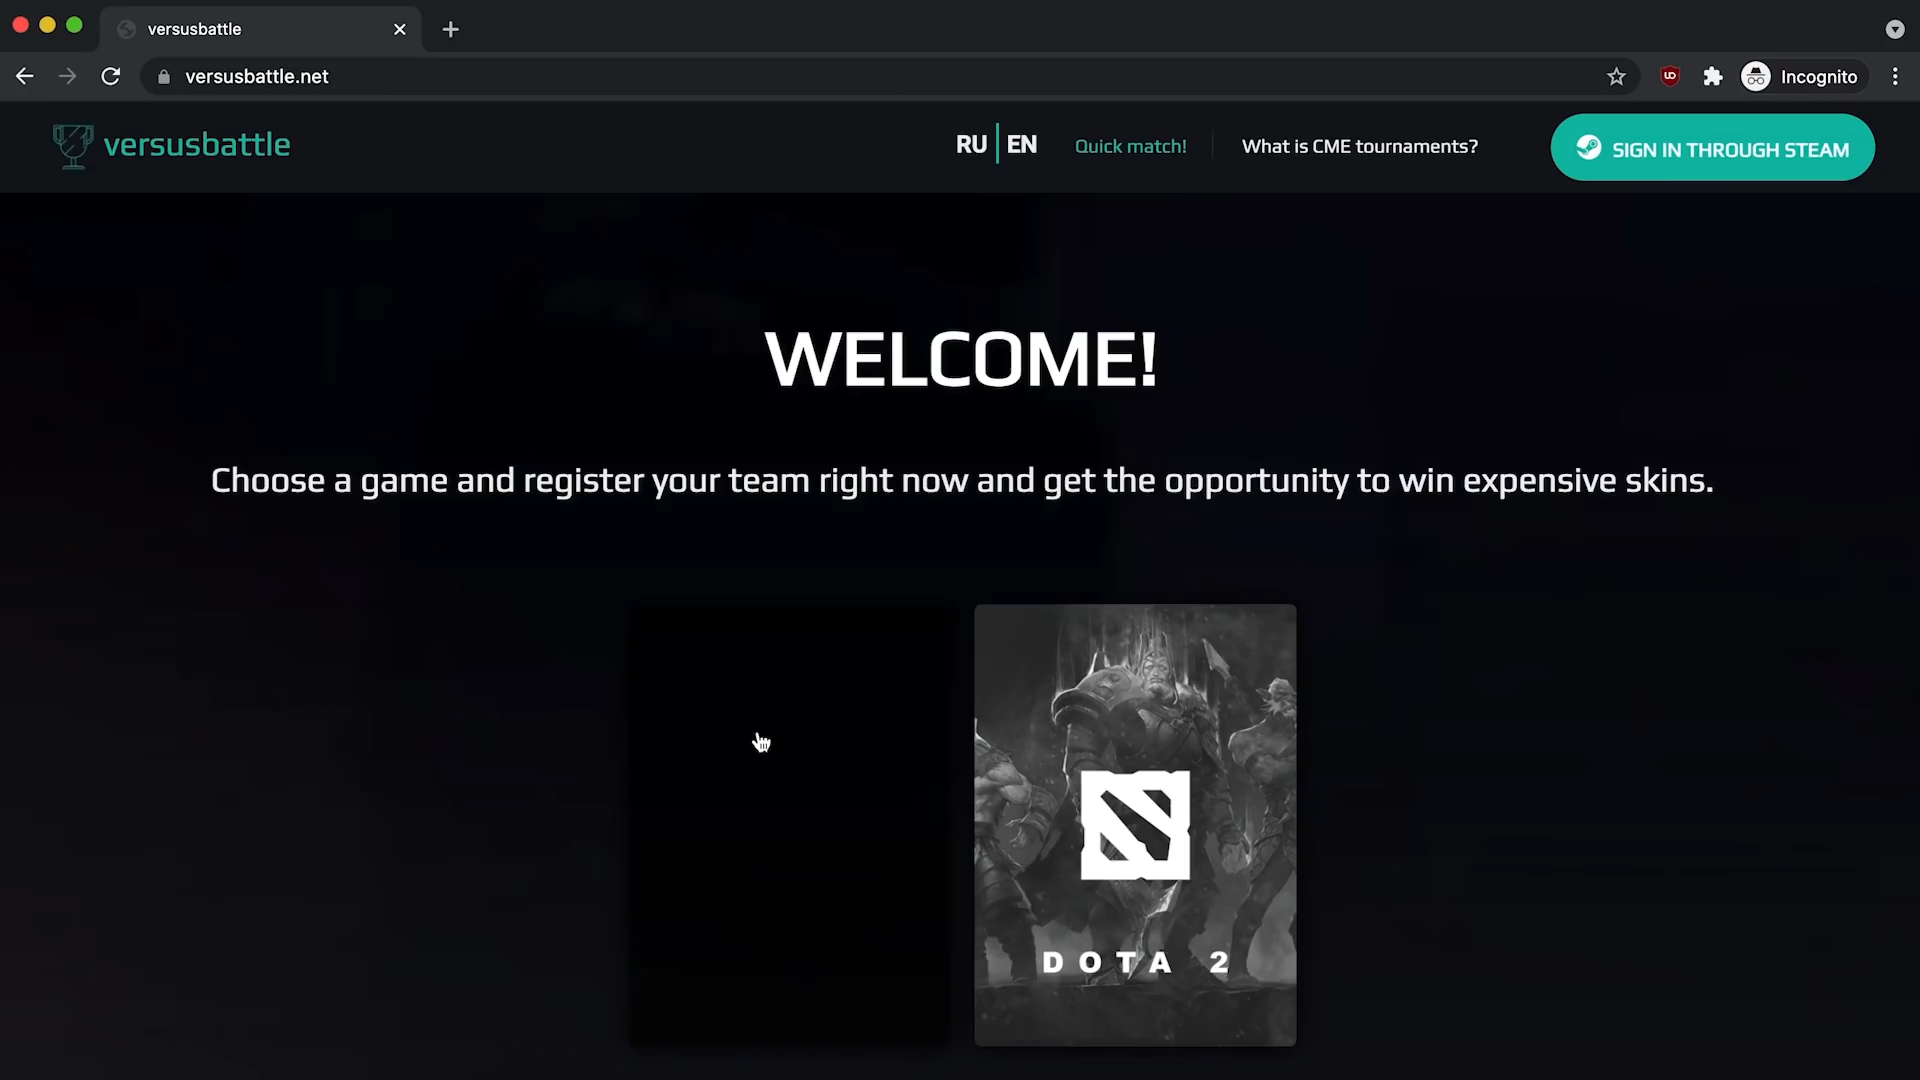 versusbattle
versusbattle.net
Incognito
versusbattle
RU EN
Quick match!
What is CME tournaments?
SIGN IN THROUGH STEAM
WELCOME!
Choose a game and register your team right now and get the opportunity to win expensive skins.
DOTA 2